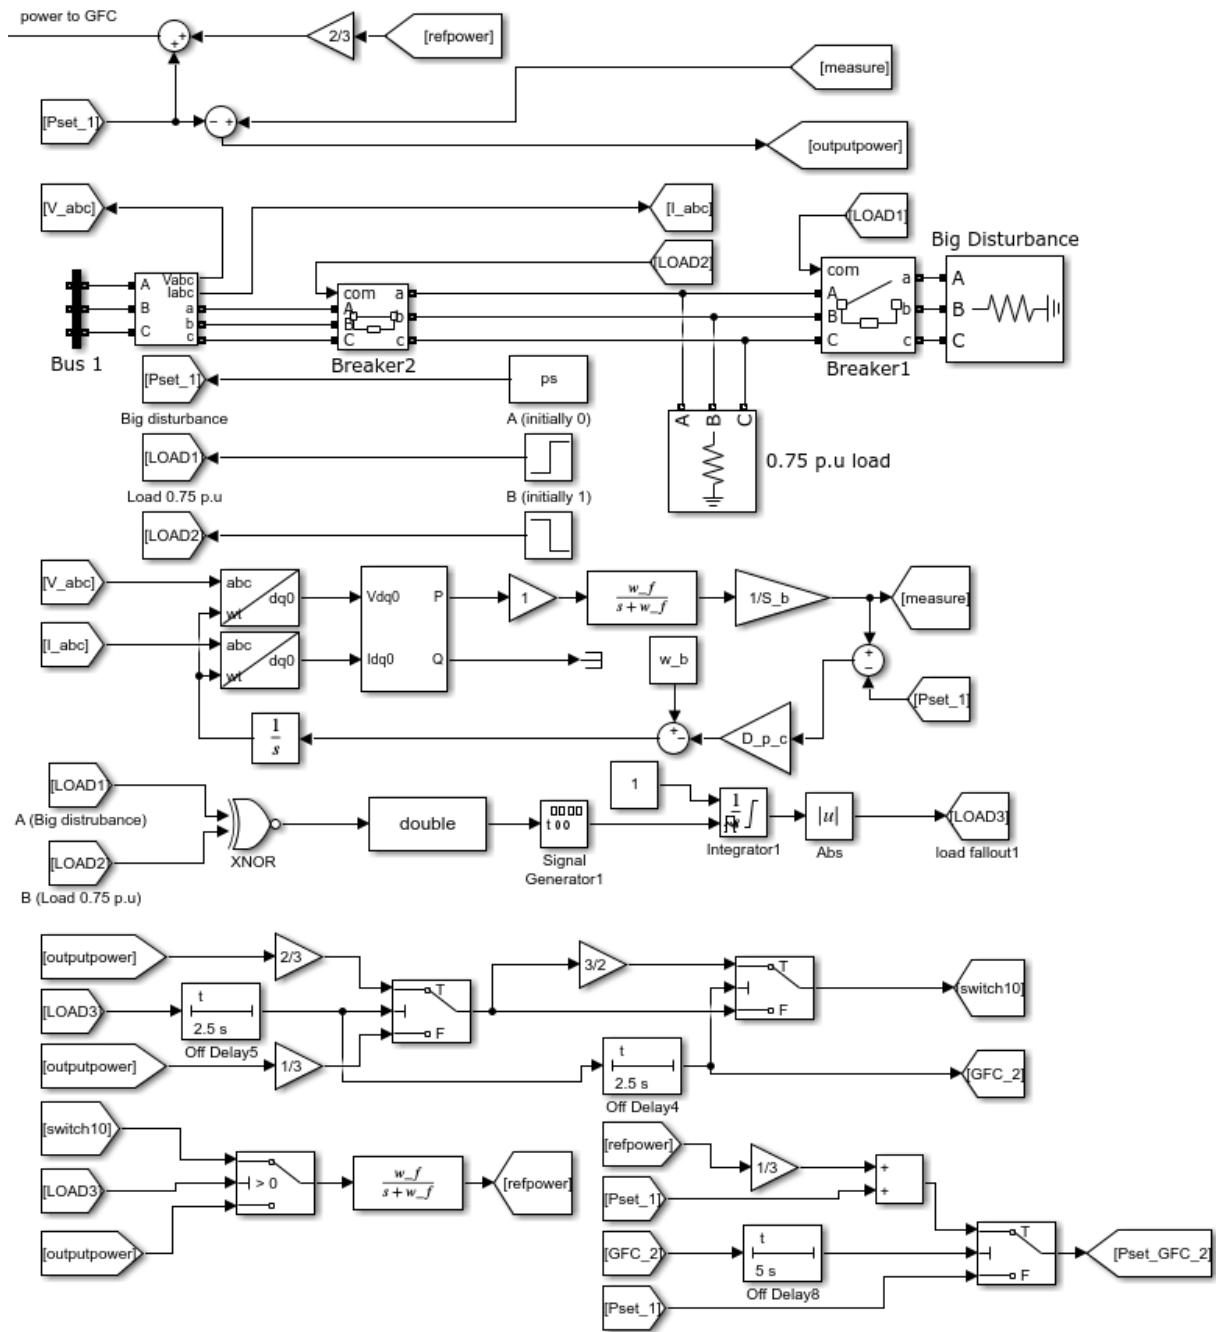 power to GFC
+
+
2/3
[refpower]
[measure]
[Pset_1]
− +
[outputpower]
[V_abc]
[I_abc]
[LOAD1]
Big Disturbance
[LOAD2]
A
B
C
Vabc
Iabc
a
b
c
com a
A
B b
C c
com
a
A
B b
C c
A
B
C
Bus 1
Breaker2
Breaker1
[Pset_1]
ps
Big disturbance
A (initially 0)
A B C
[LOAD1]
0.75 p.u load
Load 0.75 p.u
B (initially 1)
[LOAD2]
[V_abc]
abc
dq0
wt
Vdq0
P
1
w_f
s + w_f
1/S_b
[measure]
[I_abc]
abc
dq0
wt
Idq0
Q
w_b
+
−
[Pset_1]
1
s
+
−
D_p_c
[LOAD1]
A (Big distrubance)
XNOR
double
t
Signal
Generator1
1
1
s
Integrator1
|u|
Abs
[LOAD3]
load fallout1
[LOAD2]
B (Load 0.75 p.u)
[outputpower]
2/3
T
F
3/2
T
F
[switch10]
[LOAD3]
t
2.5 s
Off Delay5
[outputpower]
1/3
t
2.5 s
Off Delay4
[GFC_2]
[switch10]
[LOAD3]
> 0
w_f
s + w_f
[refpower]
[outputpower]
[refpower]
1/3
+
+
[Pset_1]
[GFC_2]
t
5 s
Off Delay8
T
F
[Pset_GFC_2]
[Pset_1]